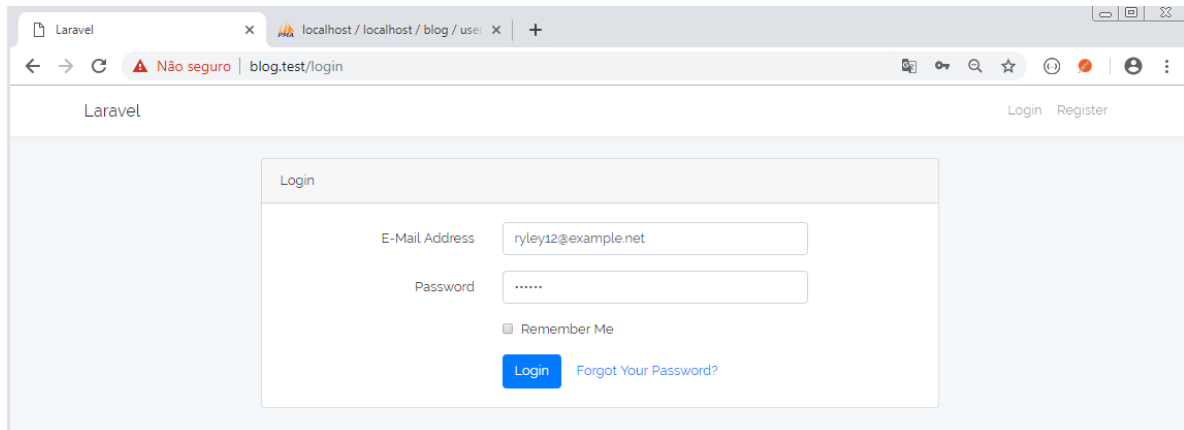 Laravel
localhost / localhost / blog / user
Não seguro | blog.test/login
Laravel
Login Register
Login
E-Mail Address ryley12@example.net
Password ••••••
Remember Me
Login Forgot Your Password?